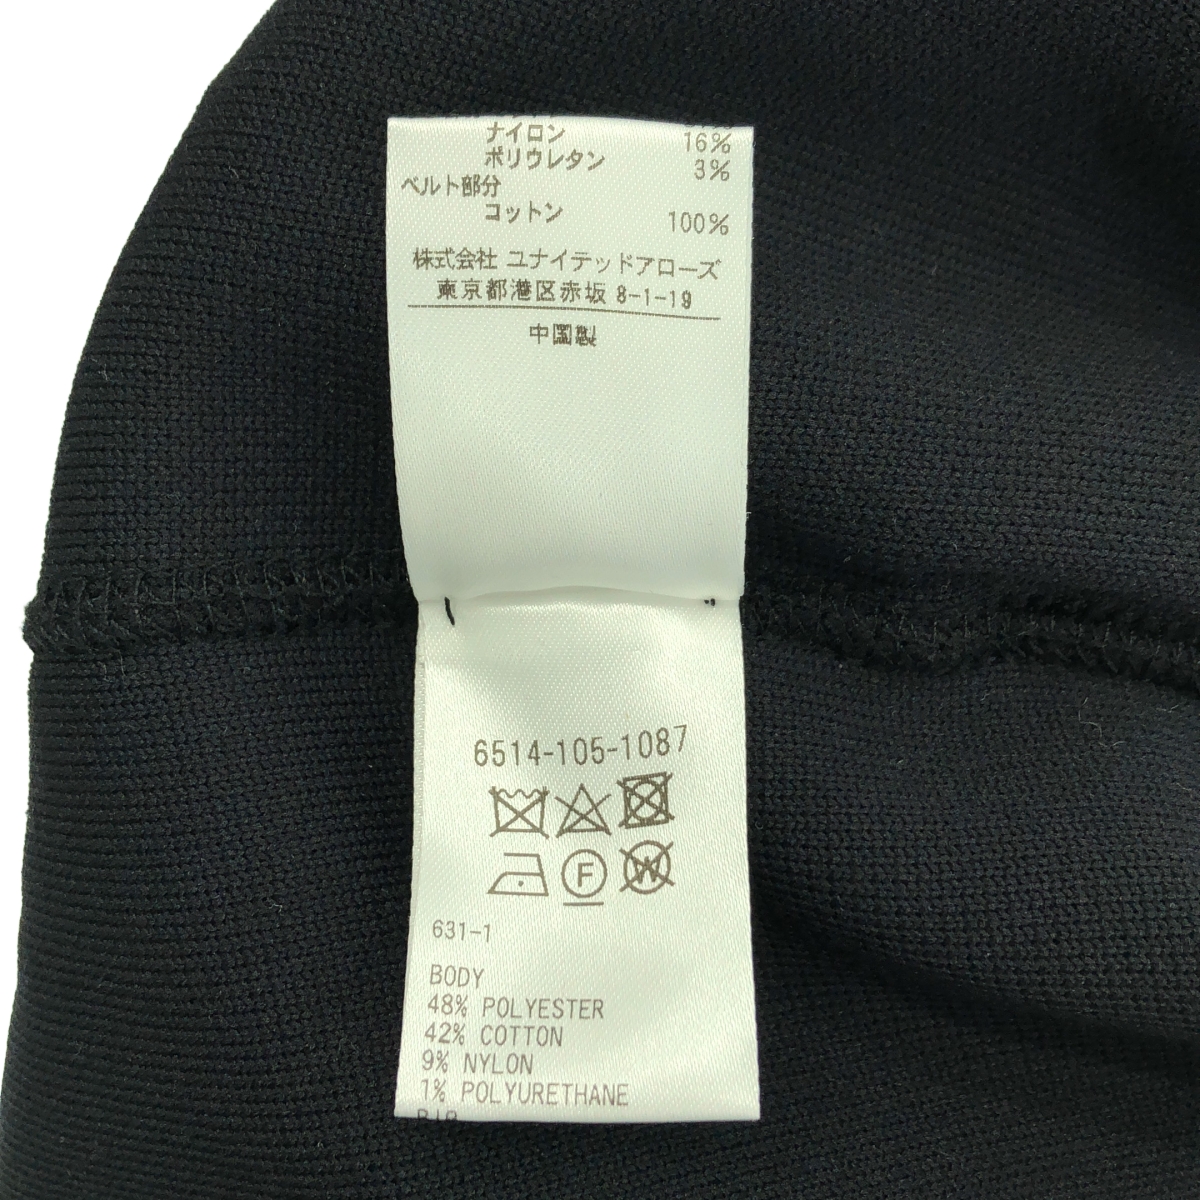 ナイロン 16%
ポリウレタン 3%
ベルト部分
コットン 100%
株式会社 ユナイテッドアローズ
東京都港区赤坂 8-1-19
中国製
6514-105-1087
F W
631-1
BODY
48% POLYESTER
42% COTTON
9% NYLON
1% POLYURETHANE
RIB